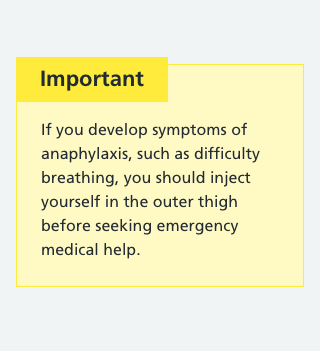 Important
If you develop symptoms of
anaphylaxis, such as difficulty
breathing, you should inject
yourself in the outer thigh
before seeking emergency
medical help.